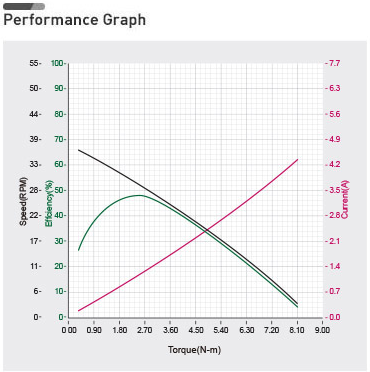 Performance Graph
55- 100- -7.7
50- 90- -6.3
44- 80- -5.6
39- 70- -4.9
33- 60- -4.2
28- 50- -3.5
22- 40- -2.8
17- 30- -2.1
11- 20- -1.4
6- 10- -0.7
0- 0- -0.0
Speed(RPM)
Efficiency(%)
Current(A)
0.00 0.90 1.80 2.70 3.60 4.50 5.40 6.30 7.20 8.10 9.00
Torque(N-m)